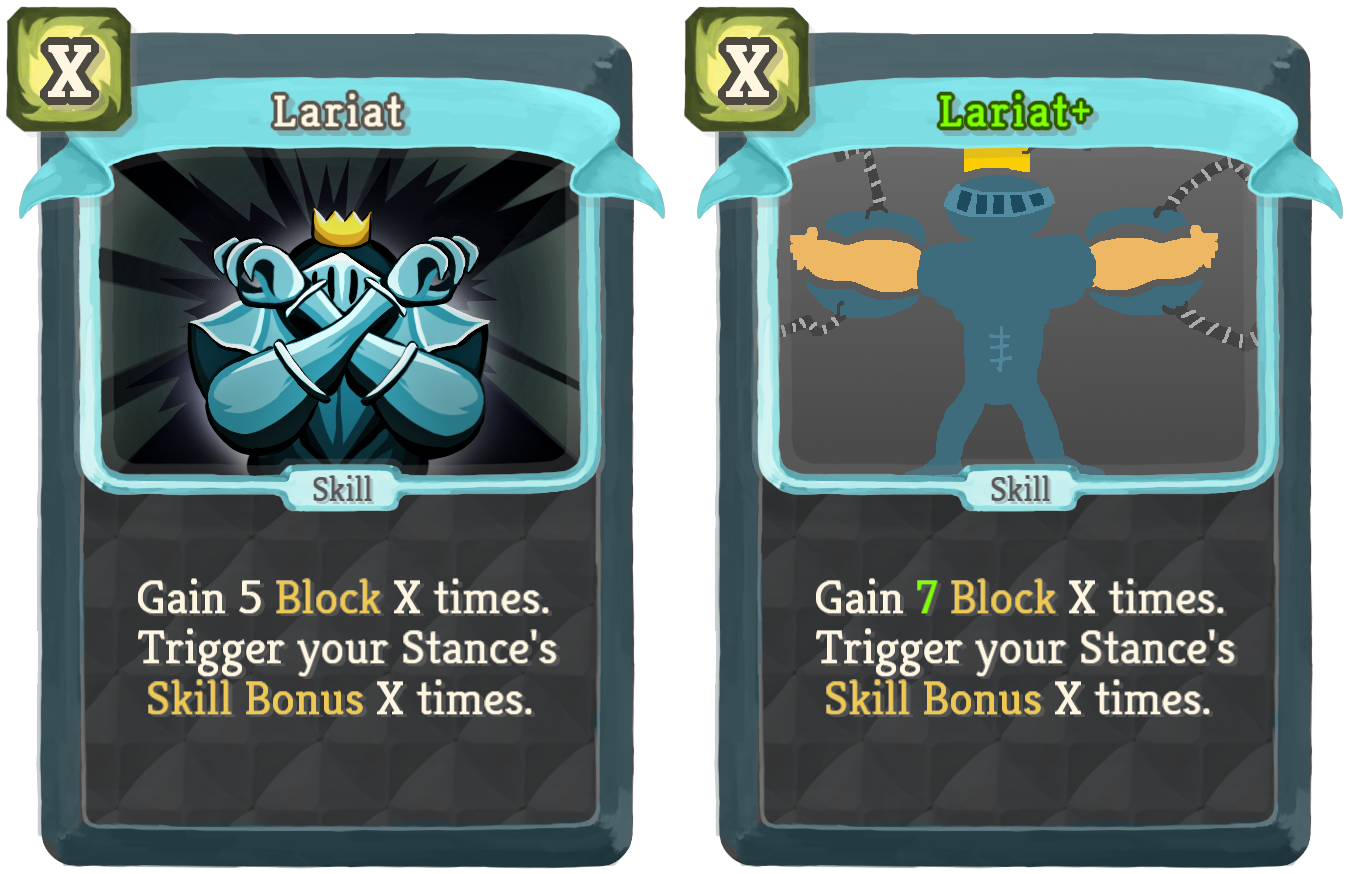 X
Lariat
Skill
Gain 5 Block X times.
Trigger your Stance's
Skill Bonus X times.
X
Lariat+
Skill
Gain 7 Block X times.
Trigger your Stance's
Skill Bonus X times.